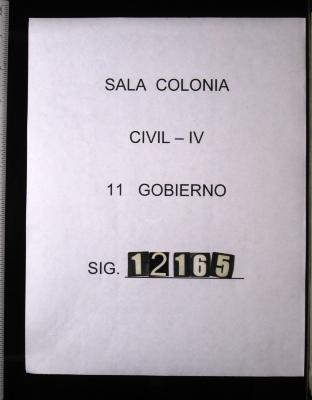 SALA COLONIA
CIVIL – IV
11 GOBIERNO
SIG. 12165